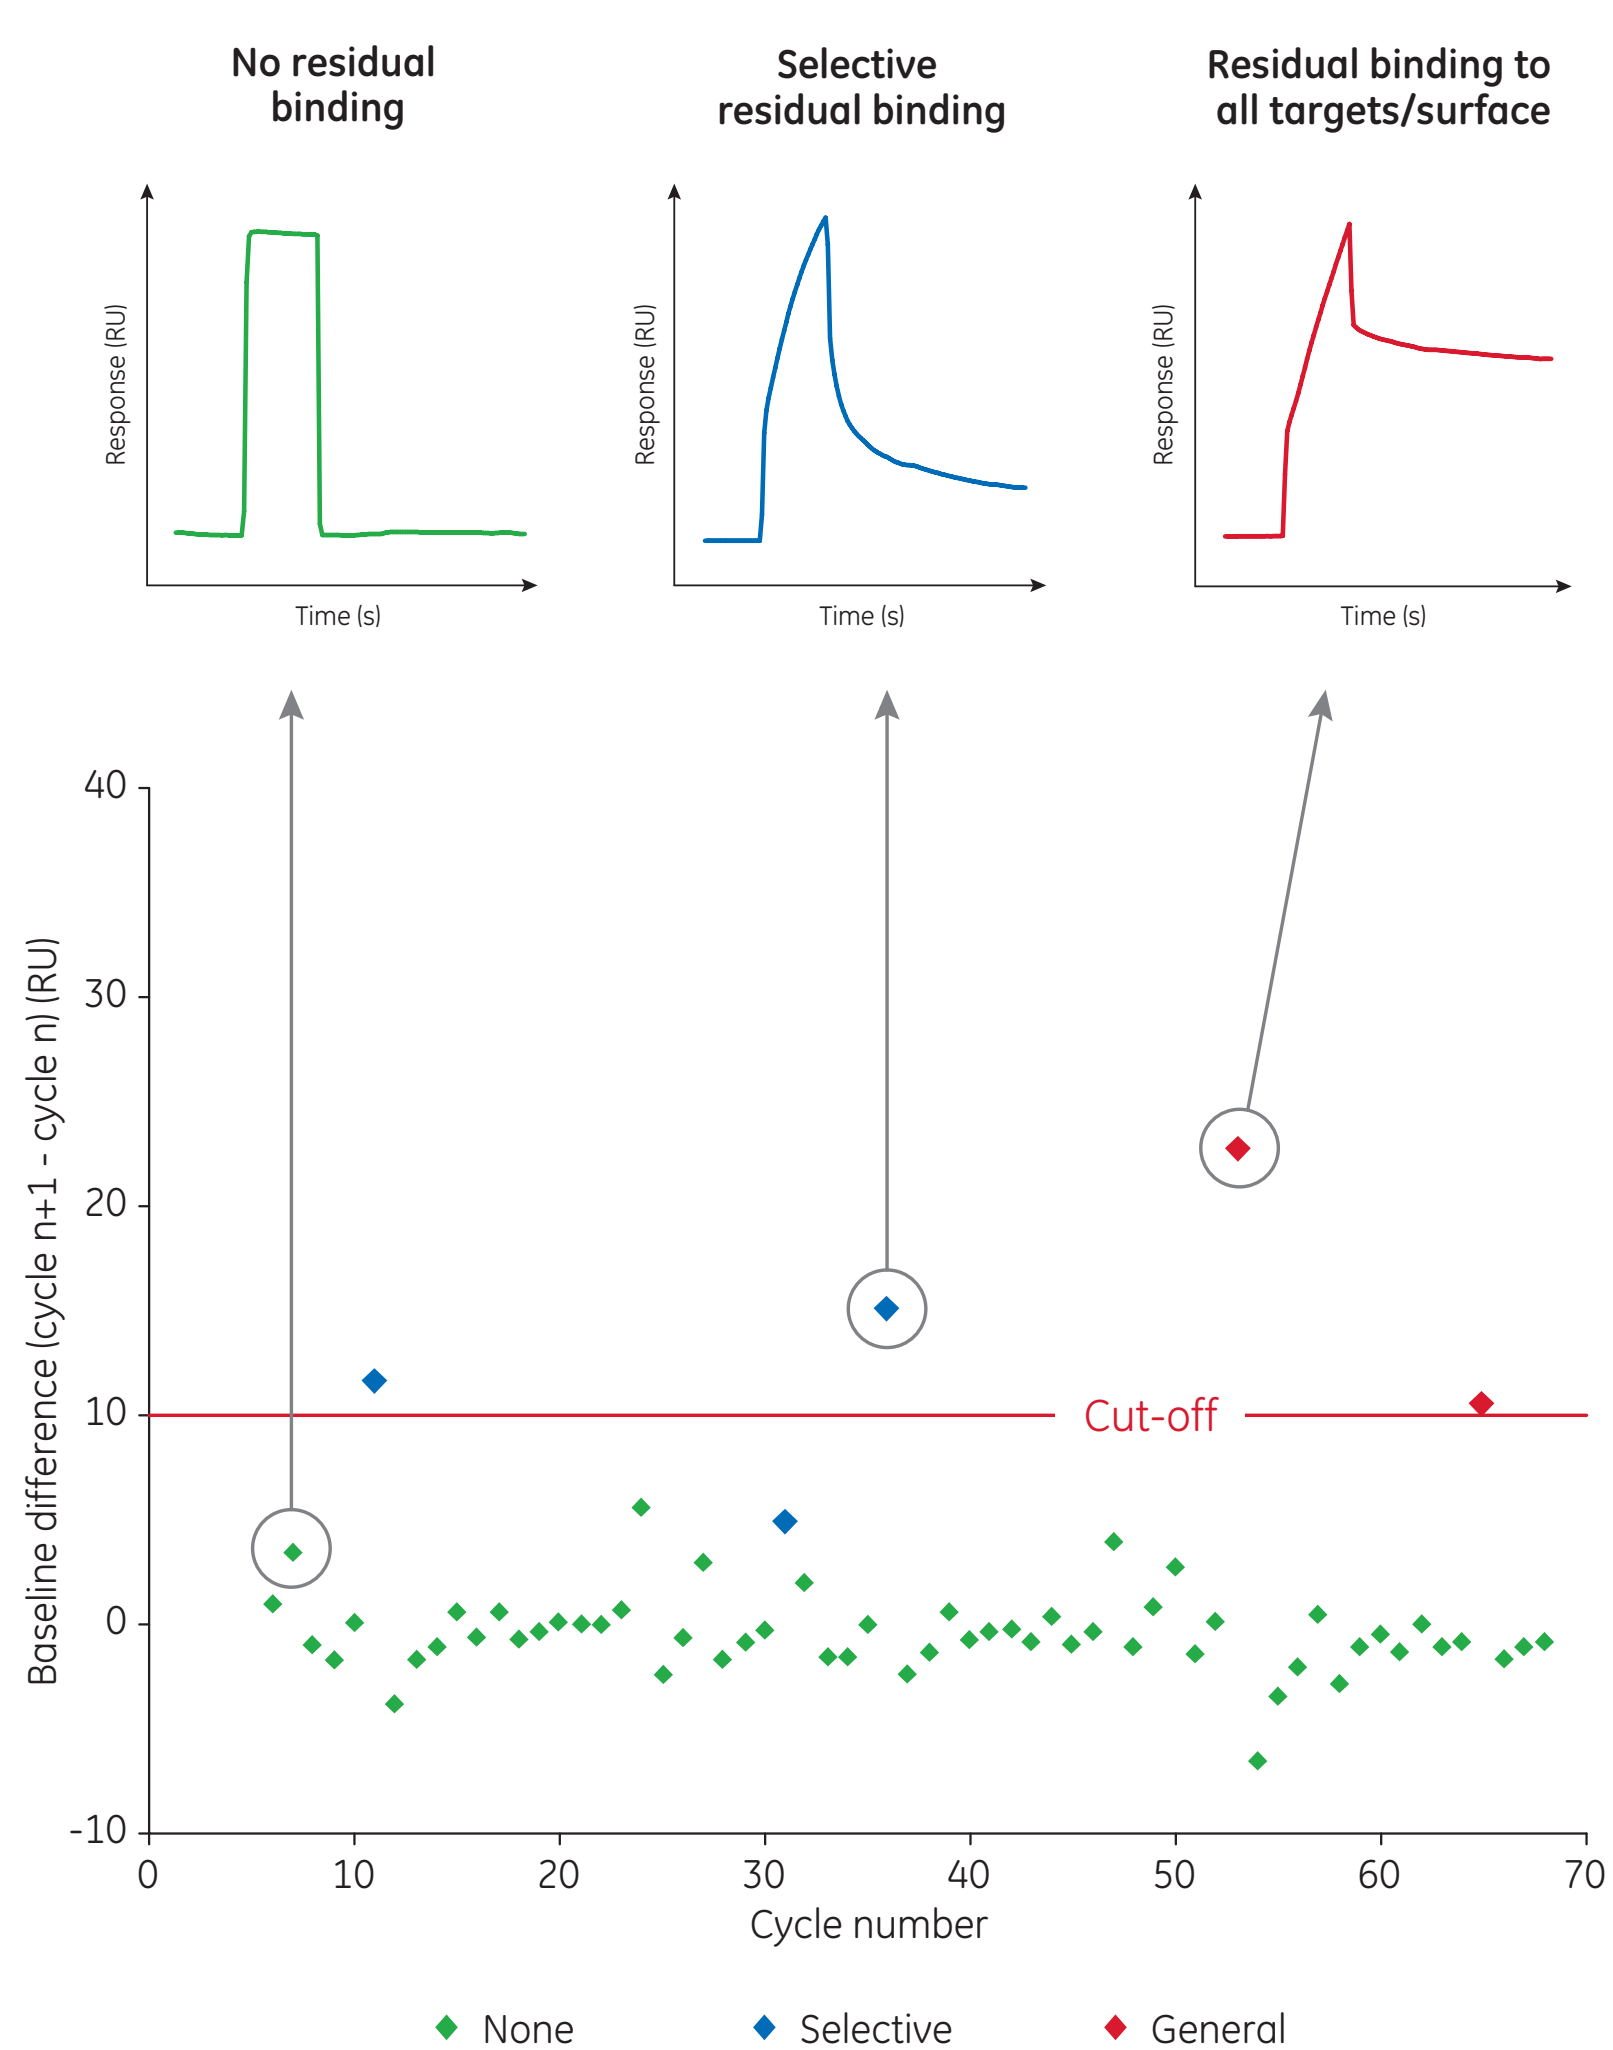 No residual
binding
Selective
residual binding
Residual binding to
all targets/surface
Response (RU)
Time (s)
Response (RU)
Time (s)
Response (RU)
Time (s)
Baseline difference (cycle n+1 - cycle n) (RU)
40
30
20
10
0
-10
Cut-off
0 10 20 30 40 50 60 70
Cycle number
None Selective General